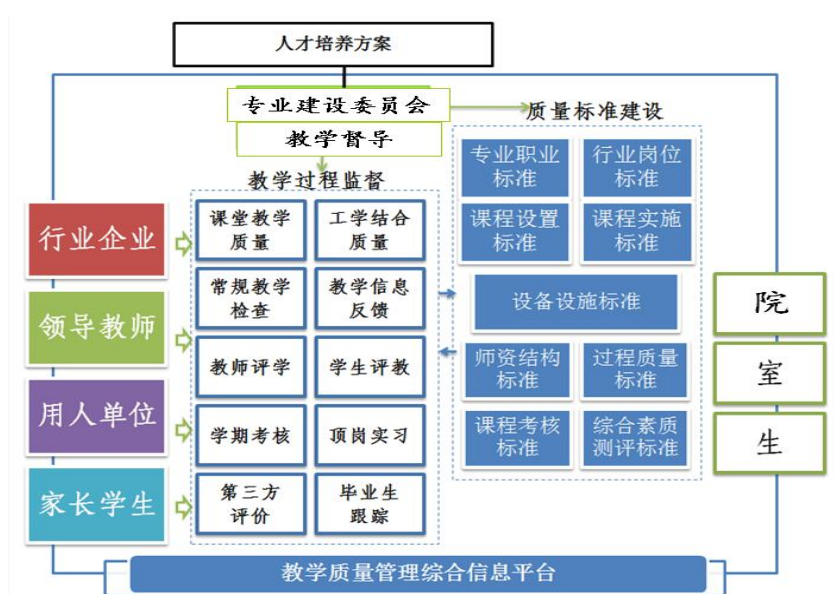 人才培养方案
专业建设委员会
教学督导
质量标准建设
专业职业
标准
行业岗位
标准
课程设置
标准
课程实施
标准
设备设施标准
师资结构
标准
过程质量
标准
课程考核
标准
综合素质
测评标准
教学过程监督
课堂教学
质量
工学结合
质量
常规教学
检查
教学信息
反馈
教师评学
学生评教
学期考核
顶岗实习
第三方
评价
毕业生
跟踪
行业企业
领导教师
用人单位
家长学生
院
室
生
教学质量管理综合信息平台